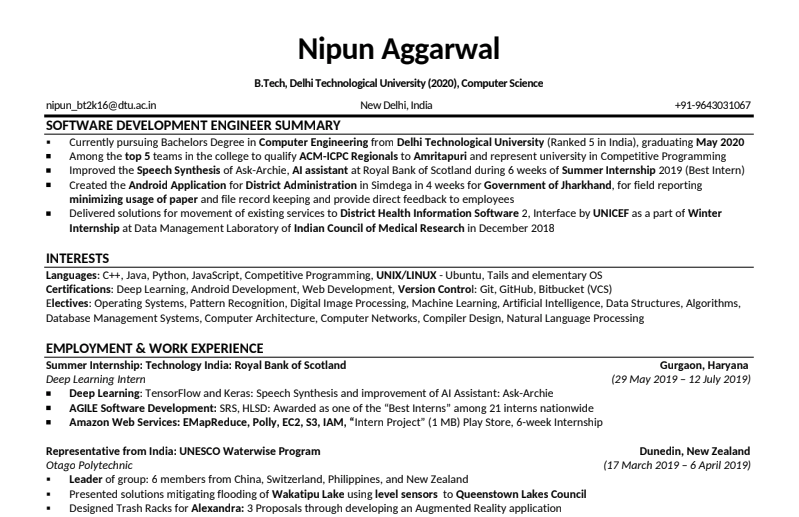 Nipun Aggarwal
B.Tech, Delhi Technological University (2020), Computer Science
nipun_bt2k16@dtu.ac.in New Delhi, India +91-9643031067
SOFTWARE DEVELOPMENT ENGINEER SUMMARY
▪ Currently pursuing Bachelors Degree in Computer Engineering from Delhi Technological University (Ranked 5 in India), graduating May 2020
▪ Among the top 5 teams in the college to qualify ACM-ICPC Regionals to Amritapuri and represent university in Competitive Programming
▪ Improved the Speech Synthesis of Ask-Archie, AI assistant at Royal Bank of Scotland during 6 weeks of Summer Internship 2019 (Best Intern)
▪ Created the Android Application for District Administration in Simdega in 4 weeks for Government of Jharkhand, for field reporting
minimizing usage of paper and file record keeping and provide direct feedback to employees
▪ Delivered solutions for movement of existing services to District Health Information Software 2, Interface by UNICEF as a part of Winter
Internship at Data Management Laboratory of Indian Council of Medical Research in December 2018
INTERESTS
Languages: C++, Java, Python, JavaScript, Competitive Programming, UNIX/LINUX - Ubuntu, Tails and elementary OS
Certifications: Deep Learning, Android Development, Web Development, Version Control: Git, GitHub, Bitbucket (VCS)
Electives: Operating Systems, Pattern Recognition, Digital Image Processing, Machine Learning, Artificial Intelligence, Data Structures, Algorithms,
Database Management Systems, Computer Architecture, Computer Networks, Compiler Design, Natural Language Processing
EMPLOYMENT & WORK EXPERIENCE
Summer Internship: Technology India: Royal Bank of Scotland Gurgaon, Haryana
Deep Learning Intern (29 May 2019 – 12 July 2019)
▪ Deep Learning: TensorFlow and Keras: Speech Synthesis and improvement of AI Assistant: Ask-Archie
▪ AGILE Software Development: SRS, HLSD: Awarded as one of the “Best Interns” among 21 interns nationwide
▪ Amazon Web Services: EMapReduce, Polly, EC2, S3, IAM, “Intern Project” (1 MB) Play Store, 6-week Internship
Representative from India: UNESCO Waterwise Program Dunedin, New Zealand
Otago Polytechnic (17 March 2019 – 6 April 2019)
▪ Leader of group: 6 members from China, Switzerland, Philippines, and New Zealand
▪ Presented solutions mitigating flooding of Wakatipu Lake using level sensors to Queenstown Lakes Council
▪ Designed Trash Racks for Alexandra: 3 Proposals through developing an Augmented Reality application